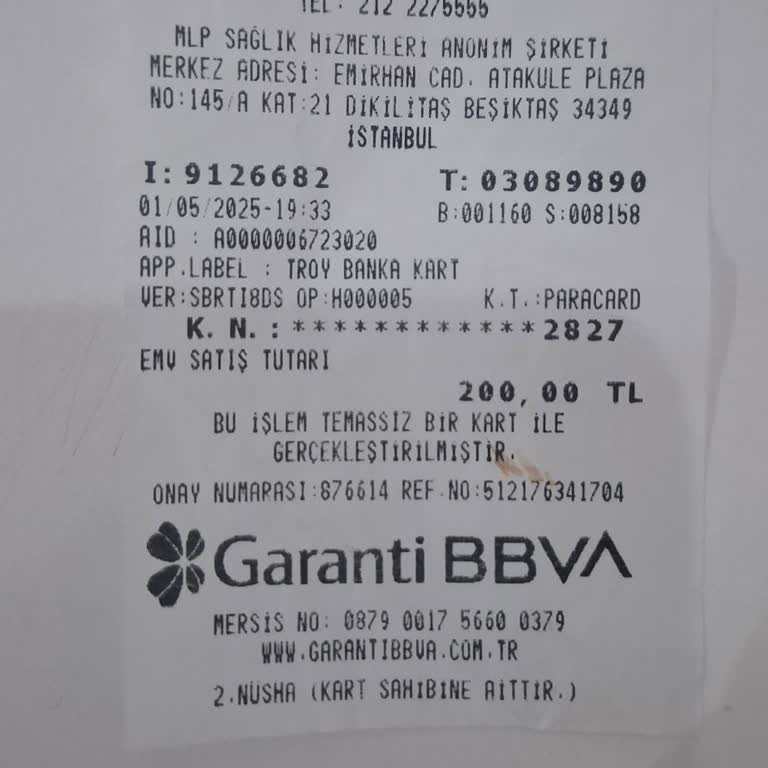 TEL: 212 2275555
MLP SAĞLIK HİZMETLERİ ANONİM ŞİRKETİ
MERKEZ ADRESİ: EMİRHAN CAD. ATAKULE PLAZA
NO:145/A KAT:21 DİKİLİTAŞ BEŞİKTAŞ 34349
İSTANBUL
I: 9126682 T: 03089890
01/05/2025-19:33 B:001160 S:008158
AID : A0000006723020
APP.LABEL : TROY BANKA KART
VER:SBRTI8DS OP:H000005 K.T.:PARACARD
K. N. : ************2827
EMV SATIŞ TUTARI
200,00 TL
BU İŞLEM TEMASSIZ BİR KART İLE
GERÇEKLEŞTİRİLMİŞTİR.
ONAY NUMARASI:876614 REF.NO:512176341704
Garanti BBVA
MERSİS NO: 0879 0017 5660 0379
WWW.GARANTIBBVA.COM.TR
2.NÜSHA (KART SAHİBİNE AİTTİR.)